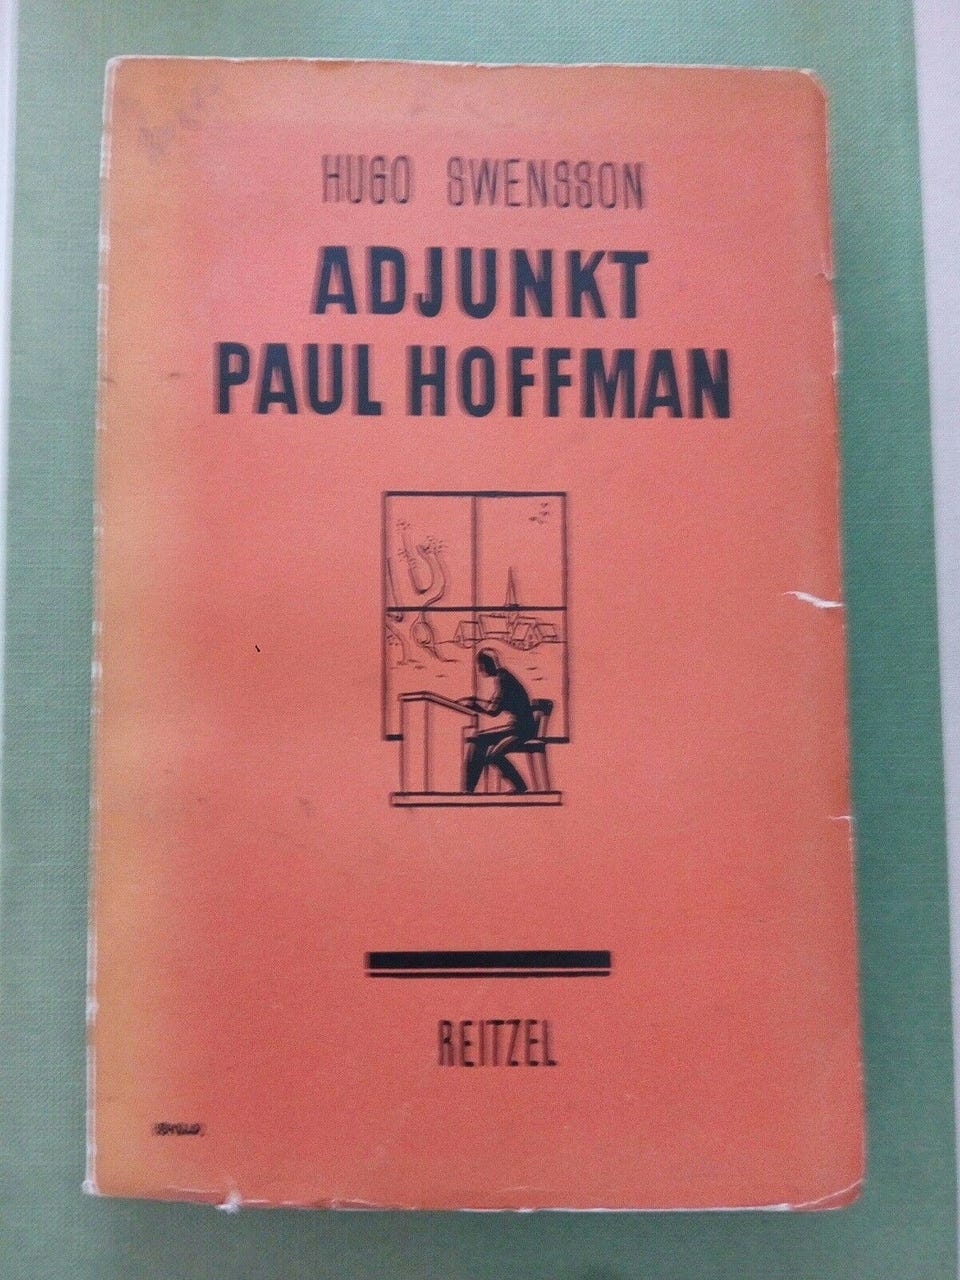 HUGO SWENSSON
ADJUNKT
PAUL HOFFMAN
REITZEL